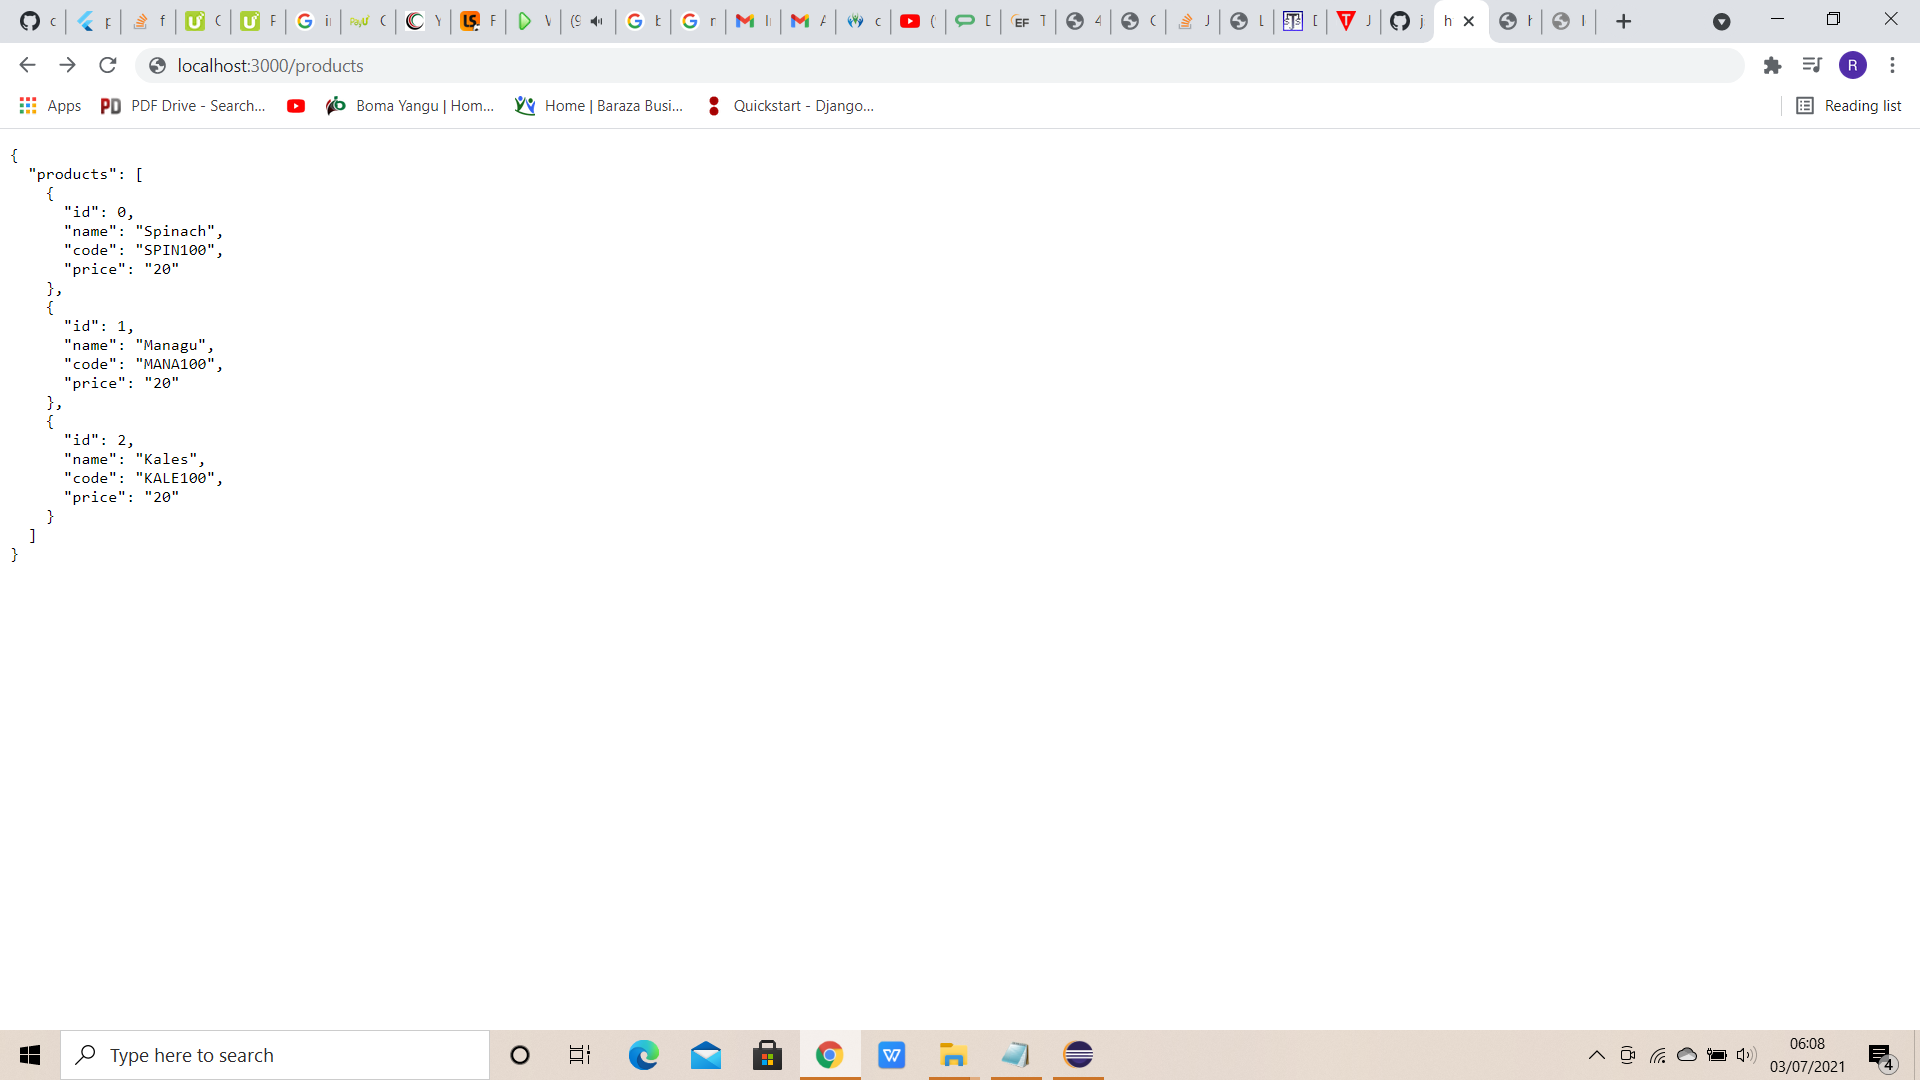 localhost:3000/products
R
Apps
PDF Drive - Search...
Boma Yangu | Hom...
Home | Baraza Busi...
Quickstart - Django...
Reading list
{
"products": [
{
"id": 0,
"name": "Spinach",
"code": "SPIN100",
"price": "20"
},
{
"id": 1,
"name": "Managu",
"code": "MANA100",
"price": "20"
},
{
"id": 2,
"name": "Kales",
"code": "KALE100",
"price": "20"
}
]
}
Type here to search
06:08
03/07/2021
4